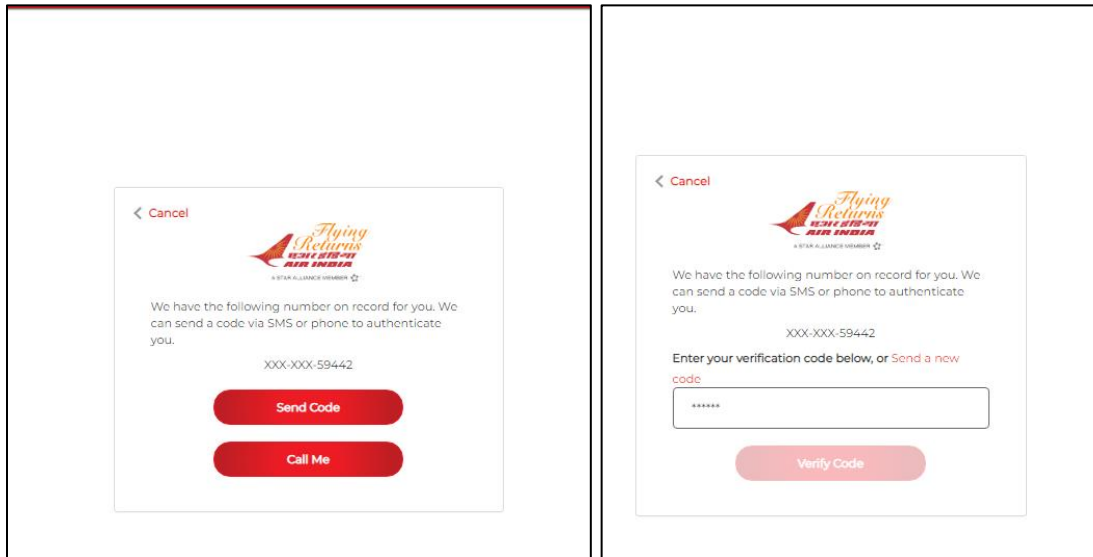 Cancel
Flying
Returns
एअर इंडिया
AIR INDIA
A STAR ALLIANCE MEMBER
We have the following number on record for you. We
can send a code via SMS or phone to authenticate
you.
XXX-XXX-59442
Send Code
Call Me
Cancel
Flying
Returns
एअर इंडिया
AIR INDIA
A STAR ALLIANCE MEMBER
We have the following number on record for you. We
can send a code via SMS or phone to authenticate
you.
XXX-XXX-59442
Enter your verification code below, or Send a new
code
******
Verify Code